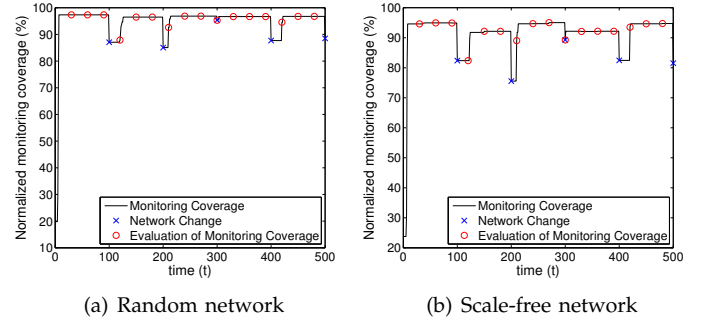 Normalized monitoring coverage (%)
100
90
80
70
60
50
40
30
20
10
Monitoring Coverage
Network Change
Evaluation of Monitoring Coverage
0 100 200 300 400 500
time (t)
(a) Random network
Normalized monitoring coverage (%)
100
90
80
70
60
50
40
30
20
Monitoring Coverage
Network Change
Evaluation of Monitoring Coverage
0 100 200 300 400 500
time (t)
(b) Scale-free network